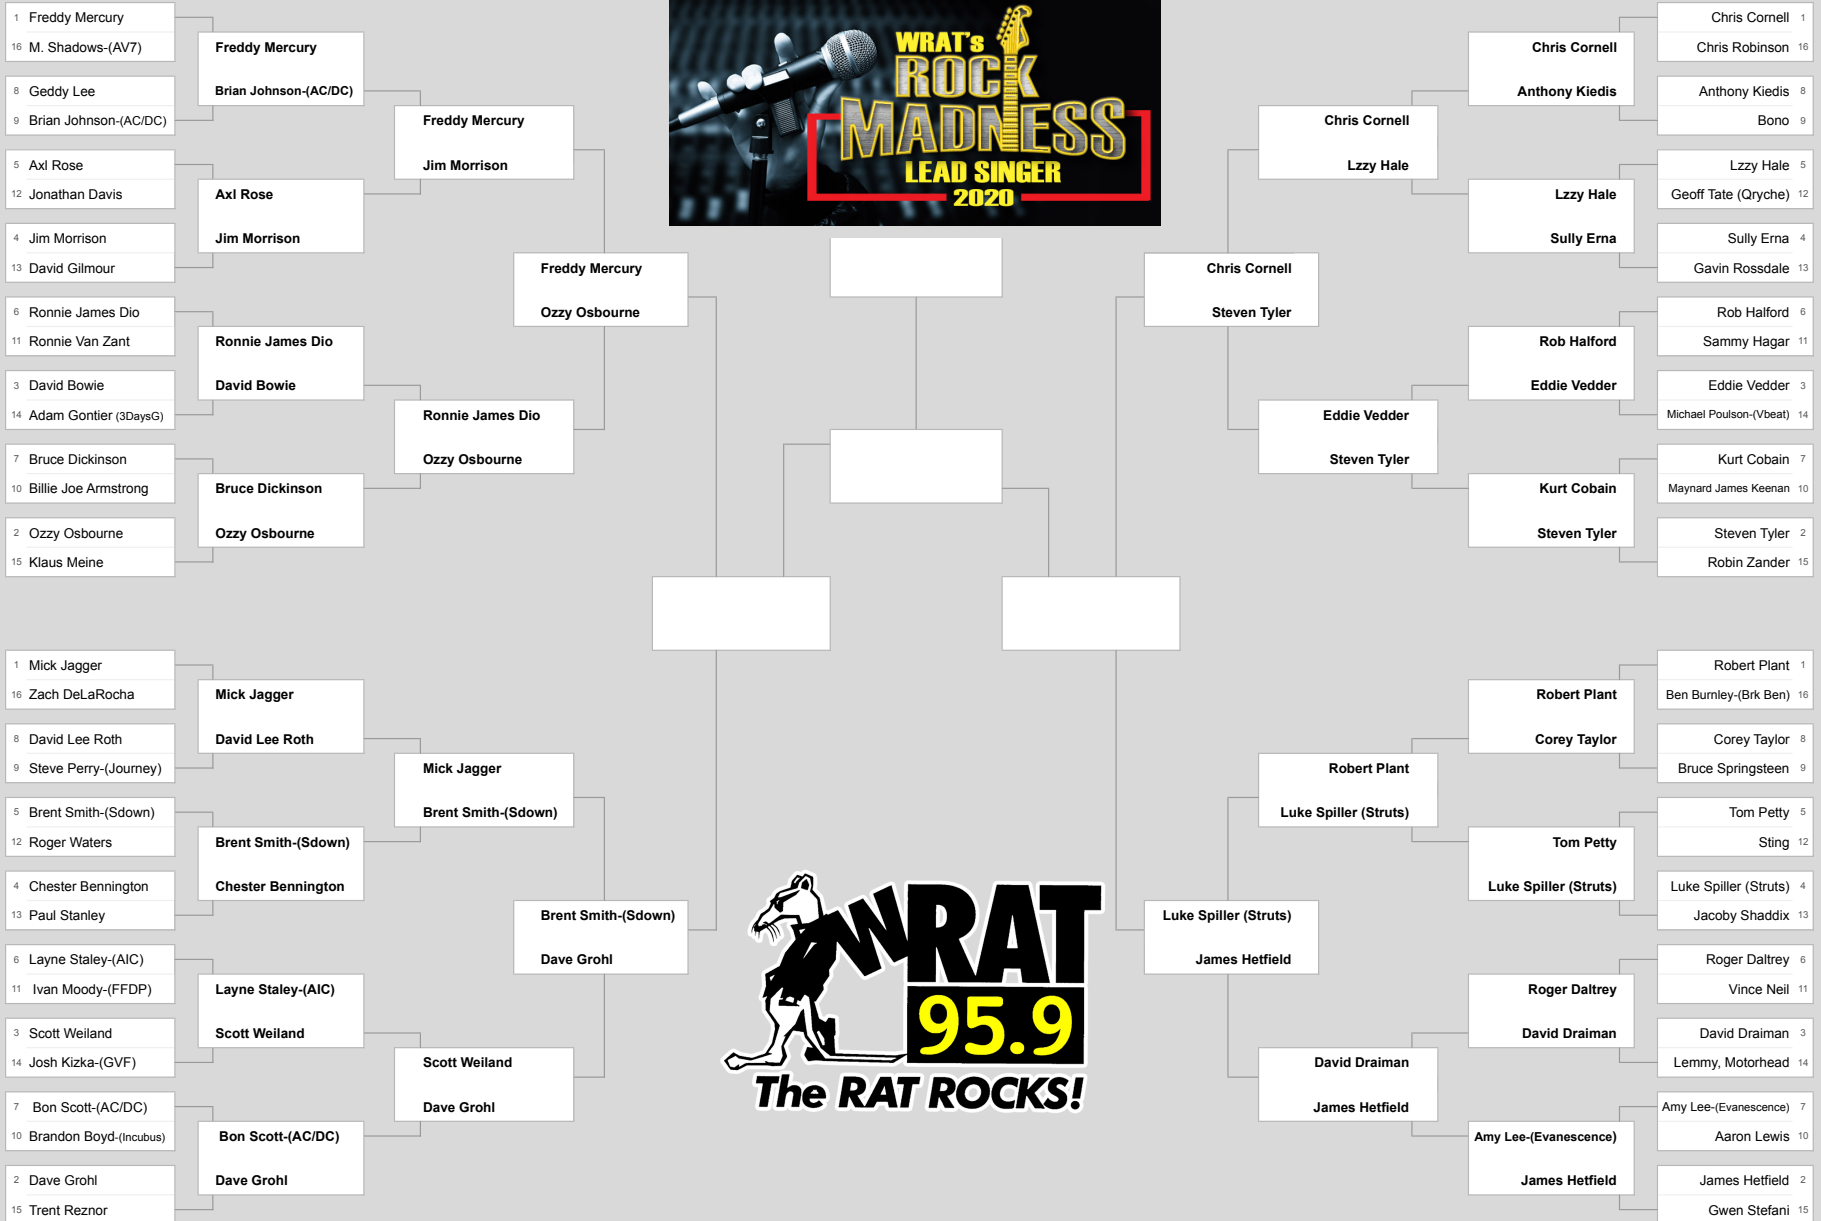 1 Freddy Mercury
16 M. Shadows-(AV7)
8 Geddy Lee
9 Brian Johnson-(AC/DC)
5 Axl Rose
12 Jonathan Davis
4 Jim Morrison
13 David Gilmour
6 Ronnie James Dio
11 Ronnie Van Zant
3 David Bowie
14 Adam Gontier (3DaysG)
7 Bruce Dickinson
10 Billie Joe Armstrong
2 Ozzy Osbourne
15 Klaus Meine
Freddy Mercury
Brian Johnson-(AC/DC)
Axl Rose
Jim Morrison
Ronnie James Dio
David Bowie
Bruce Dickinson
Ozzy Osbourne
Freddy Mercury
Jim Morrison
Ronnie James Dio
Ozzy Osbourne
Freddy Mercury
Ozzy Osbourne
1 Mick Jagger
16 Zach DeLaRocha
8 David Lee Roth
9 Steve Perry-(Journey)
5 Brent Smith-(Sdown)
12 Roger Waters
4 Chester Bennington
13 Paul Stanley
6 Layne Staley-(AIC)
11 Ivan Moody-(FFDP)
3 Scott Weiland
14 Josh Kizka-(GVF)
7 Bon Scott-(AC/DC)
10 Brandon Boyd-(Incubus)
2 Dave Grohl
15 Trent Reznor
Mick Jagger
David Lee Roth
Brent Smith-(Sdown)
Chester Bennington
Layne Staley-(AIC)
Scott Weiland
Bon Scott-(AC/DC)
Dave Grohl
Mick Jagger
Brent Smith-(Sdown)
Scott Weiland
Dave Grohl
Brent Smith-(Sdown)
Dave Grohl
WRAT's
ROCK
MADNESS
LEAD SINGER
2020
WRAT
95.9
The RAT ROCKS!
Chris Cornell
Steven Tyler
Chris Cornell
Lzzy Hale
Eddie Vedder
Steven Tyler
Chris Cornell
Anthony Kiedis
Lzzy Hale
Sully Erna
Rob Halford
Eddie Vedder
Kurt Cobain
Steven Tyler
Chris Cornell 1
Chris Robinson 16
Anthony Kiedis 8
Bono 9
Lzzy Hale 5
Geoff Tate (Qryche) 12
Sully Erna 4
Gavin Rossdale 13
Rob Halford 6
Sammy Hagar 11
Eddie Vedder 3
Michael Poulson-(Vbeat) 14
Kurt Cobain 7
Maynard James Keenan 10
Steven Tyler 2
Robin Zander 15
Luke Spiller (Struts)
James Hetfield
Robert Plant
Luke Spiller (Struts)
David Draiman
James Hetfield
Robert Plant
Corey Taylor
Tom Petty
Luke Spiller (Struts)
Roger Daltrey
David Draiman
Amy Lee-(Evanescence)
James Hetfield
Robert Plant 1
Ben Burnley-(Brk Ben) 16
Corey Taylor 8
Bruce Springsteen 9
Tom Petty 5
Sting 12
Luke Spiller (Struts) 4
Jacoby Shaddix 13
Roger Daltrey 6
Vince Neil 11
David Draiman 3
Lemmy, Motorhead 14
Amy Lee-(Evanescence) 7
Aaron Lewis 10
James Hetfield 2
Gwen Stefani 15